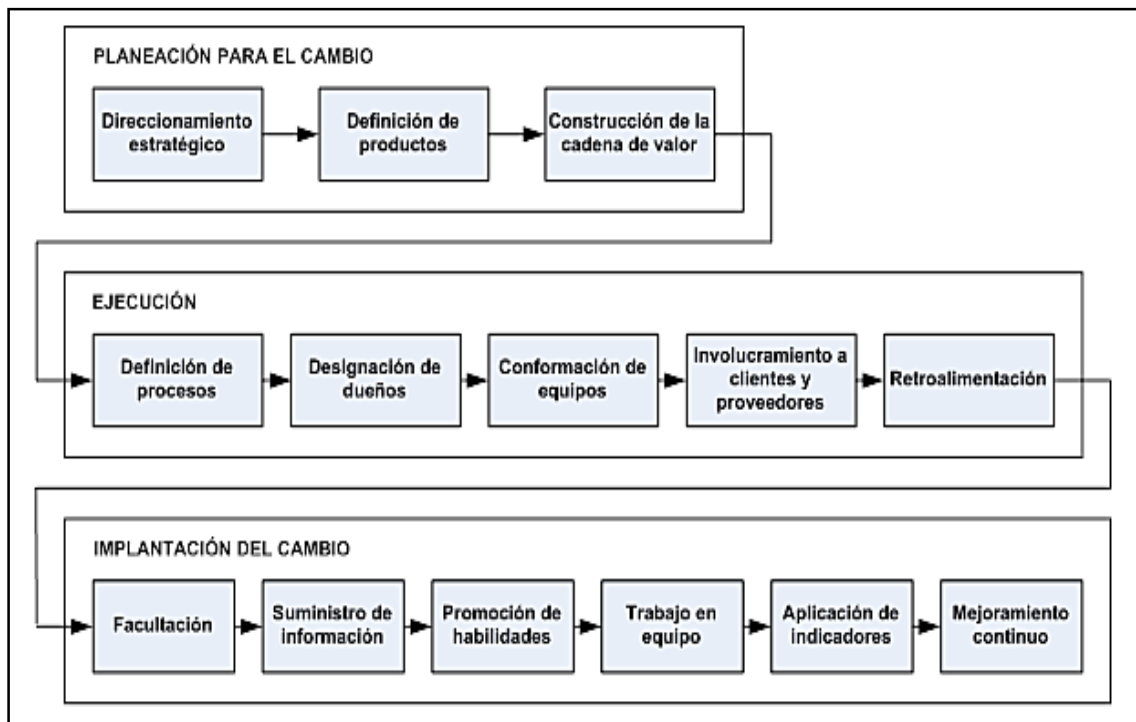 PLANEACIÓN PARA EL CAMBIO
Direccionamiento
estratégico
Definición de
productos
Construcción de la
cadena de valor
EJECUCIÓN
Definición de
procesos
Designación de
dueños
Conformación de
equipos
Involucramiento a
clientes y
proveedores
Retroalimentación
IMPLANTACIÓN DEL CAMBIO
Facultación
Suministro de
información
Promoción de
habilidades
Trabajo en
equipo
Aplicación de
indicadores
Mejoramiento
continuo